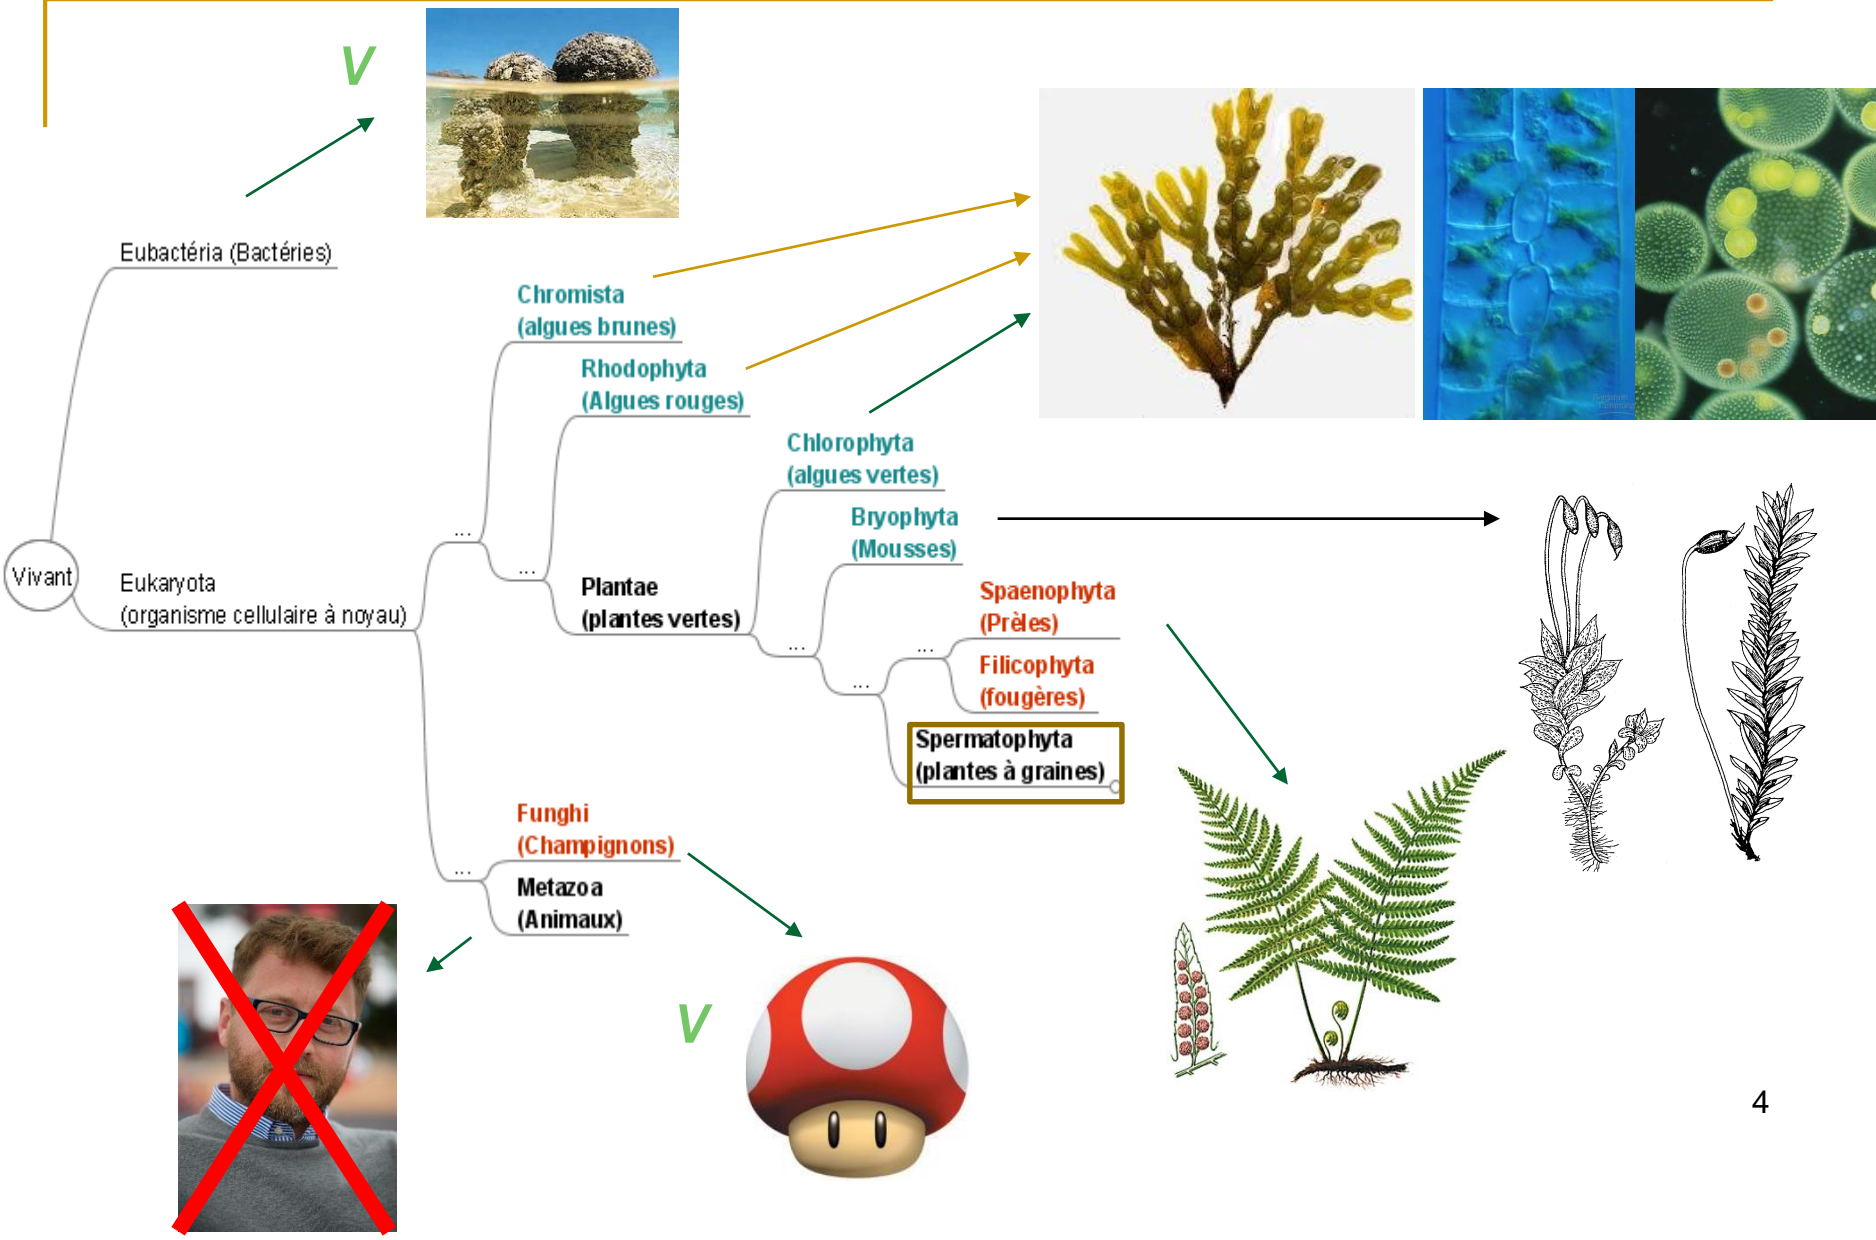 V
Eubactéria (Bactéries)
Chromista
(algues brunes)
Rhodophyta
(Algues rouges)
Chlorophyta
(algues vertes)
Bryophyta
(Mousses)
...
...
Vivant
Eukaryota
(organisme cellulaire à noyau)
Plantae
(plantes vertes)
Spaenophyta
(Prèles)
...
...
Filicophyta
(fougères)
...
Spermatophyta
(plantes à graines)
Funghi
(Champignons)
...
Metazoa
(Animaux)
V
4